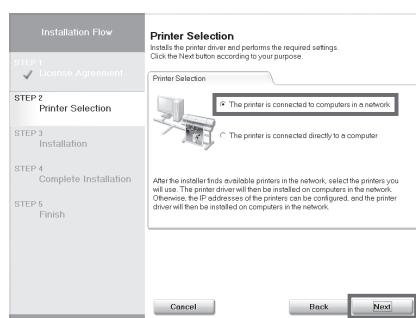 Installation Flow
STEP 1
License Agreement
STEP 2
Printer Selection
STEP 3
Installation
STEP 4
Complete Installation
STEP 5
Finish
Printer Selection
Installs the printer driver and performs the required settings.
Click the Next button according to your purpose.
Printer Selection
The printer is connected to computers in a network
The printer is connected directly to a computer
After the installer finds available printers in the network, select the printers you
will use. The printer driver will then be installed on computers in the network.
Otherwise, the IP addresses of the printers can be configured, and the printer
driver will then be installed on computers in the network.
Cancel
Back
Next